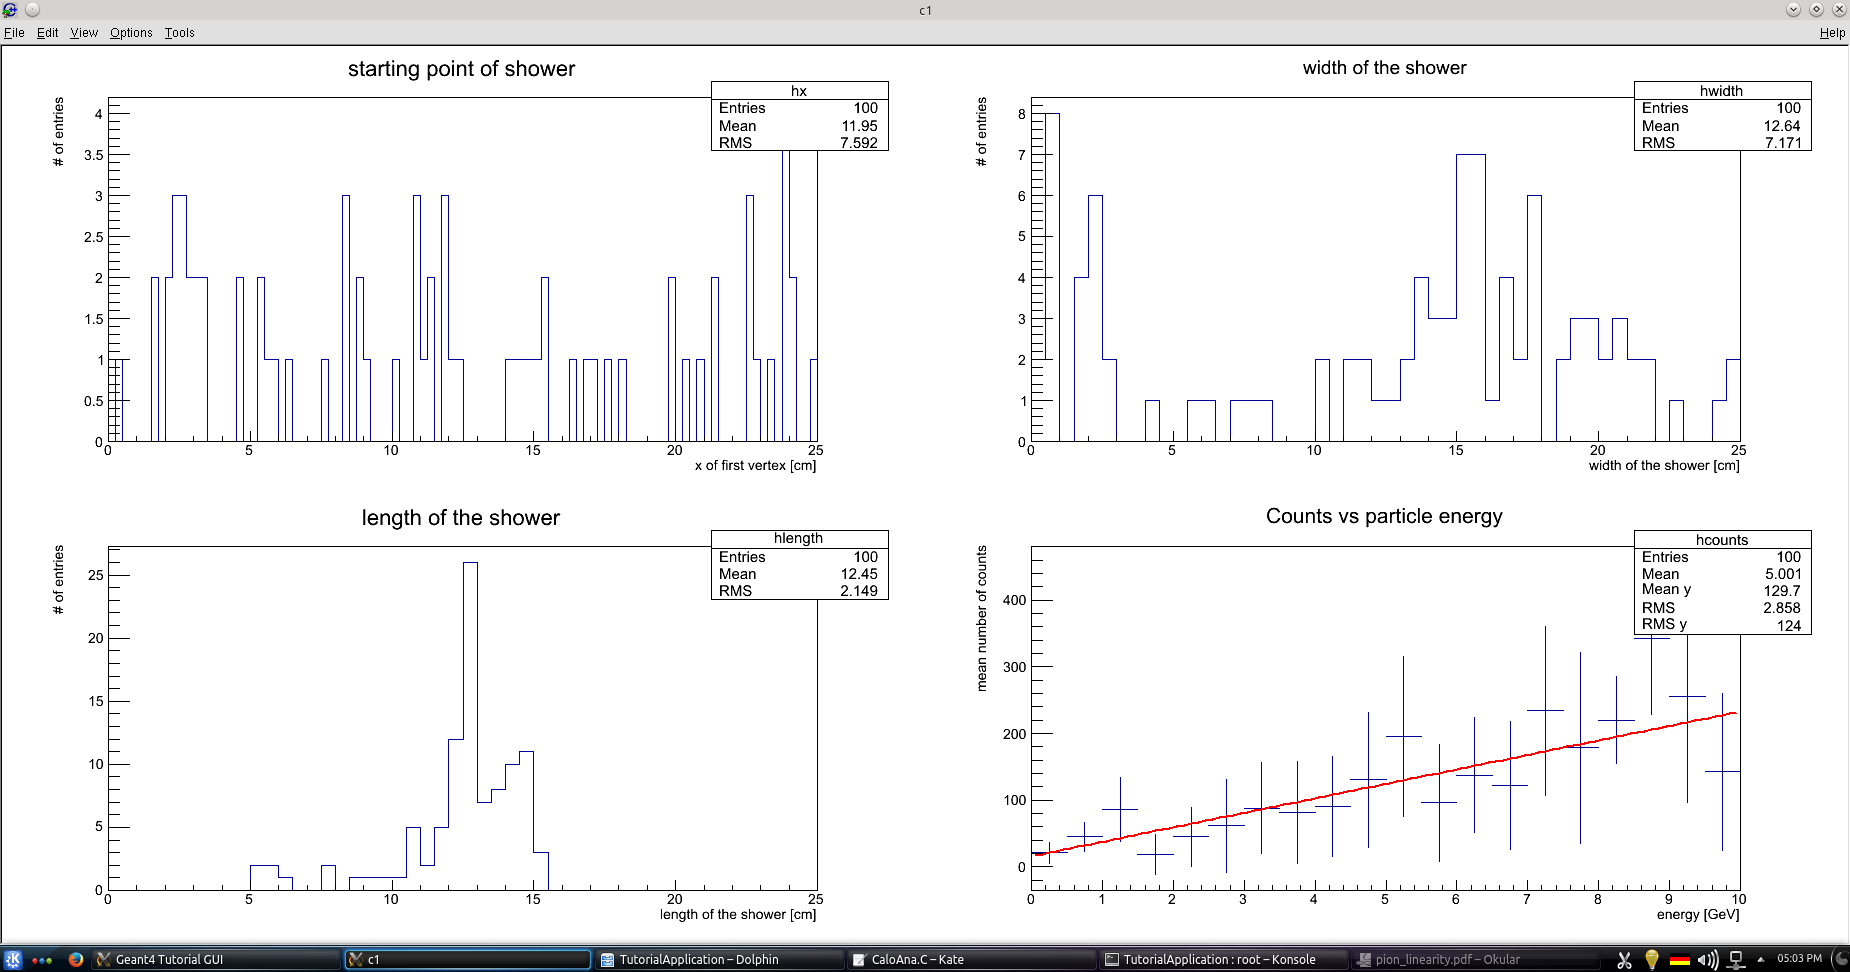 c1
File Edit View Options Tools Help
starting point of shower
# of entries
hx
Entries 100
Mean 11.95
RMS 7.592
4
3.5
3
2.5
2
1.5
1
0.5
0
0 5 10 15 20 25
x of first vertex [cm]
width of the shower
# of entries
hwidth
Entries 100
Mean 12.64
RMS 7.171
8
7
6
5
4
3
2
1
0
0 5 10 15 20 25
width of the shower [cm]
length of the shower
# of entries
hlength
Entries 100
Mean 12.45
RMS 2.149
25
20
15
10
5
0
0 5 10 15 20 25
length of the shower [cm]
Counts vs particle energy
mean number of counts
hcounts
Entries 100
Mean 5.001
Mean y 129.7
RMS 2.858
RMS y 124
400
300
200
100
0
0 1 2 3 4 5 6 7 8 9 10
energy [GeV]
Geant4 Tutorial GUI
c1
TutorialApplication – Dolphin
CaloAna.C – Kate
TutorialApplication : root – Konsole
pion_linearity.pdf – Okular
05:03 PM